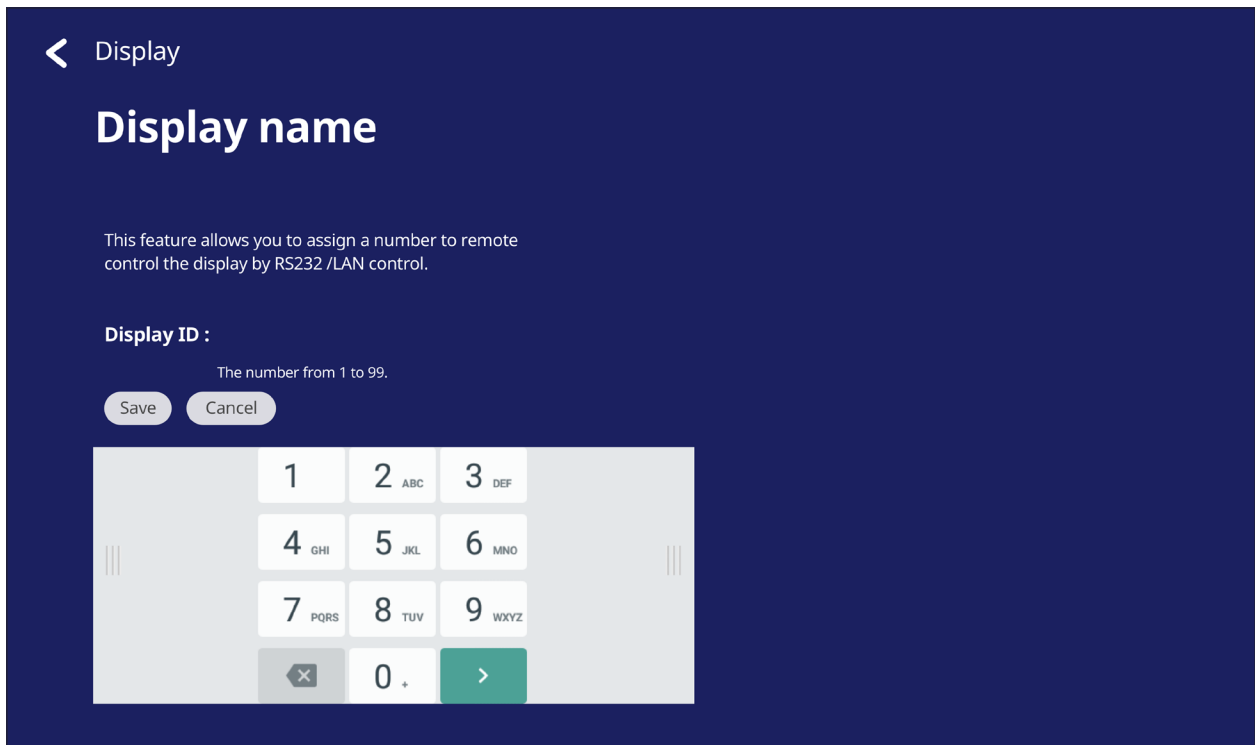 Display
Display name
This feature allows you to assign a number to remote
control the display by RS232 /LAN control.
Display ID :
The number from 1 to 99.
Save Cancel
1 2 ABC 3 DEF
4 GHI 5 JKL 6 MNO
7 PQRS 8 TUV 9 WXYZ
0 +